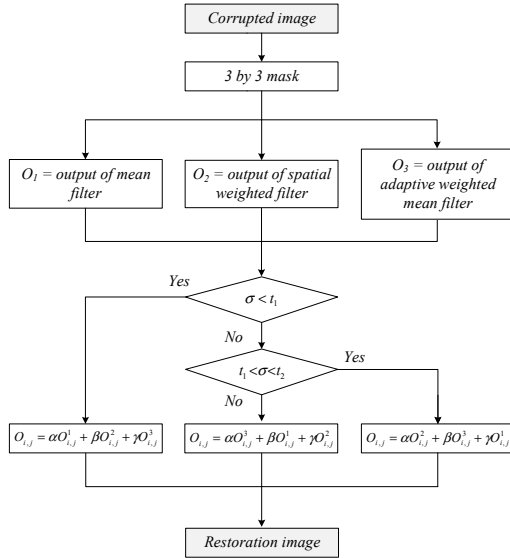 Corrupted image
3 by 3 mask
O₁ = output of mean
filter
O₂ = output of spatial
weighted filter
O₃ = output of
adaptive weighted
mean filter
Yes
σ < t₁
No
t₁<σ<t₂
Yes
No
Oᵢ,ⱼ = αO¹ᵢ,ⱼ + βO²ᵢ,ⱼ + γO³ᵢ,ⱼ
Oᵢ,ⱼ = αO³ᵢ,ⱼ + βO¹ᵢ,ⱼ + γO²ᵢ,ⱼ
Oᵢ,ⱼ = αO²ᵢ,ⱼ + βO³ᵢ,ⱼ + γO¹ᵢ,ⱼ
Restoration image